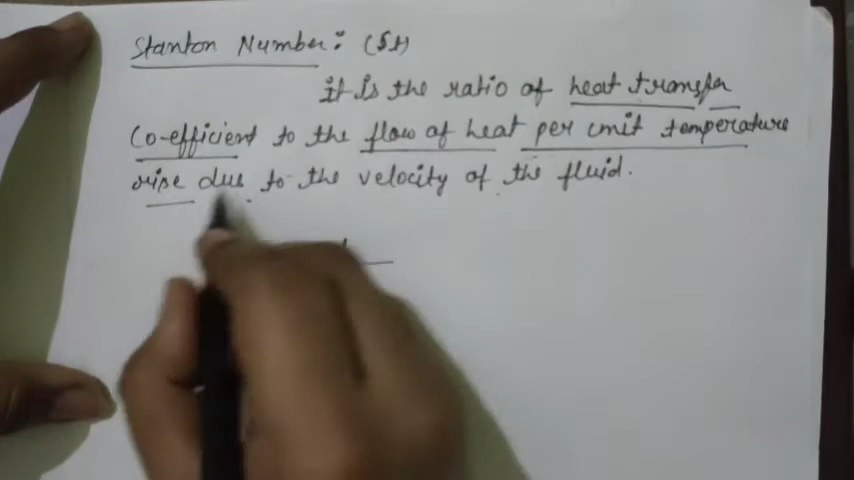 Stanton Number: (St)
it is the ratio of heat transfer
Co-efficient to the flow of heat per unit temperature
rise due to the velocity of the fluid.